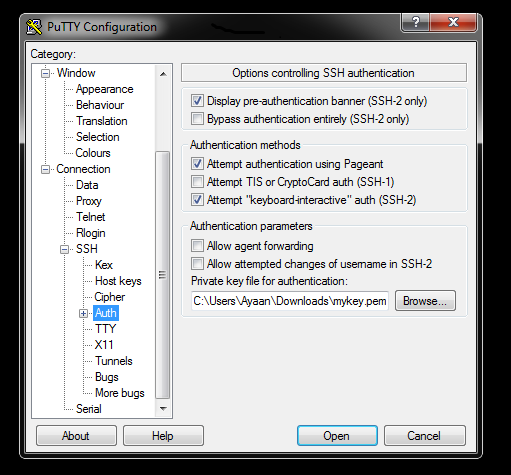 PuTTY Configuration
Category:
Window
Appearance
Behaviour
Translation
Selection
Colours
Connection
Data
Proxy
Telnet
Rlogin
SSH
Kex
Host keys
Cipher
Auth
TTY
X11
Tunnels
Bugs
More bugs
Serial
Options controlling SSH authentication
Display pre-authentication banner (SSH-2 only)
Bypass authentication entirely (SSH-2 only)
Authentication methods
Attempt authentication using Pageant
Attempt TIS or CryptoCard auth (SSH-1)
Attempt "keyboard-interactive" auth (SSH-2)
Authentication parameters
Allow agent forwarding
Allow attempted changes of username in SSH-2
Private key file for authentication:
C:\Users\Ayaan\Downloads\mykey.pem
Browse...
About
Help
Open
Cancel